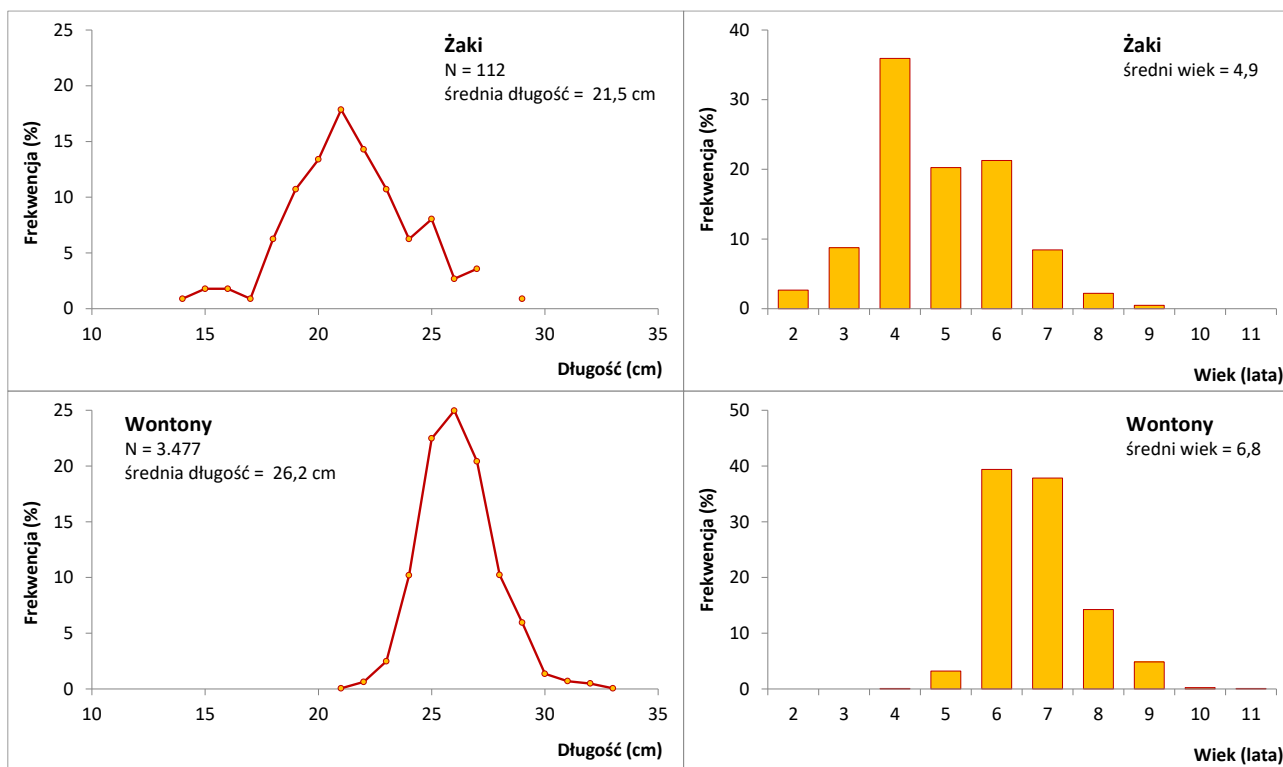 Żaki
N = 112
średnia długość = 21,5 cm
Frekwencja (%)
25
20
15
10
5
0
10 15 20 25 30 35
Długość (cm)
Żaki
średni wiek = 4,9
Frekwencja (%)
40
30
20
10
0
2 3 4 5 6 7 8 9 10 11
Wiek (lata)
Wontony
N = 3.477
średnia długość = 26,2 cm
Frekwencja (%)
25
20
15
10
5
0
10 15 20 25 30 35
Długość (cm)
Wontony
średni wiek = 6,8
Frekwencja (%)
50
40
30
20
10
0
2 3 4 5 6 7 8 9 10 11
Wiek (lata)